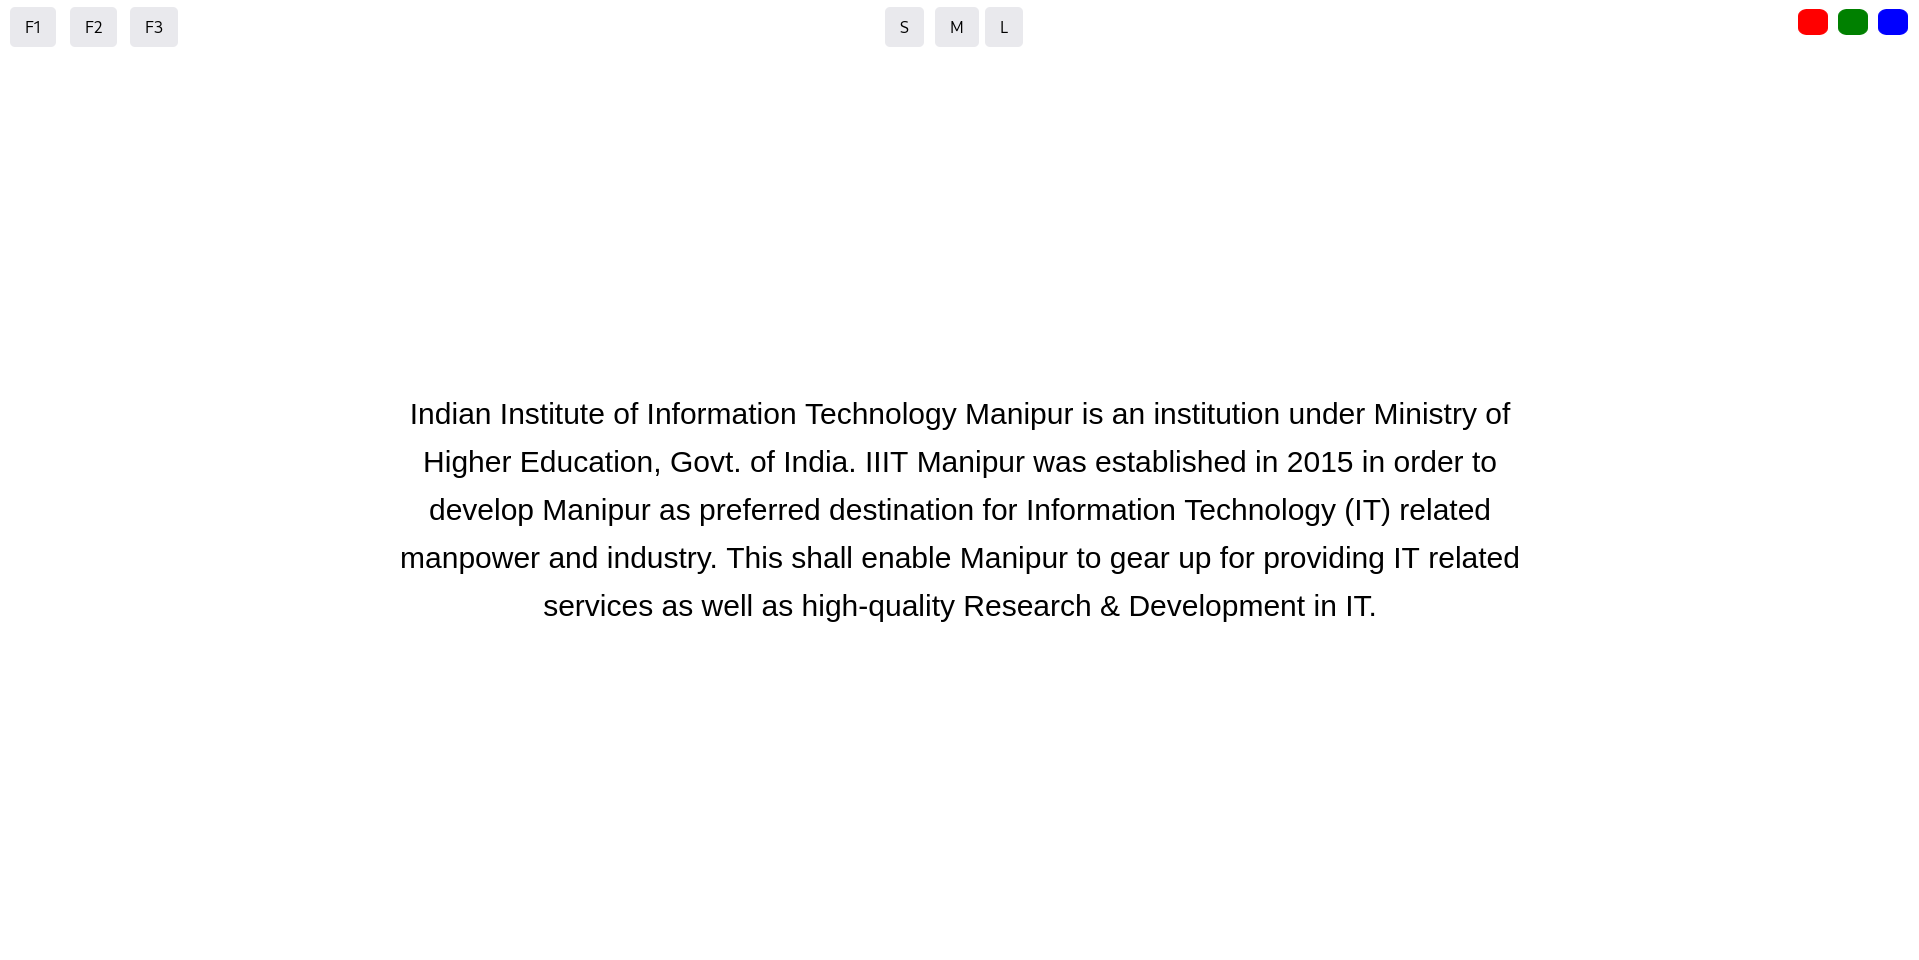 F1 F2 F3 S M L
Indian Institute of Information Technology Manipur is an institution under Ministry of
Higher Education, Govt. of India. IIIT Manipur was established in 2015 in order to
develop Manipur as preferred destination for Information Technology (IT) related
manpower and industry. This shall enable Manipur to gear up for providing IT related
services as well as high-quality Research & Development in IT.